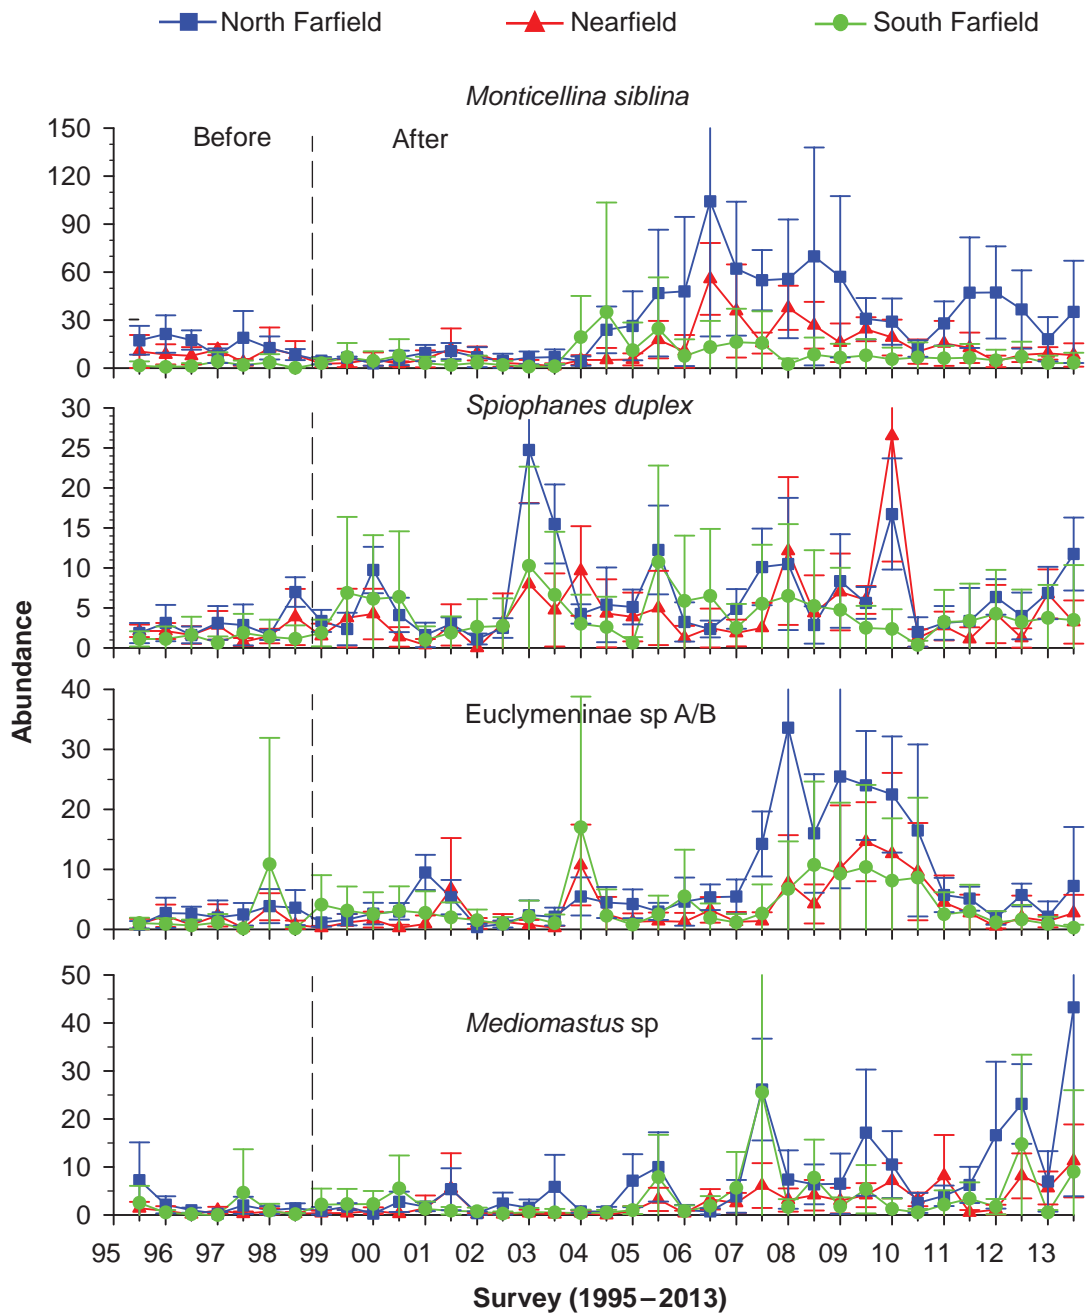 North Farfield Nearfield South Farfield
Monticellina siblina
Before After
150
120
90
60
30
0
Spiophanes duplex
30
25
20
15
10
5
0
Abundance
Euclymeninae sp A/B
40
30
20
10
0
Mediomastus sp
50
40
30
20
10
0
95 96 97 98 99 00 01 02 03 04 05 06 07 08 09 10 11 12 13
Survey (1995–2013)